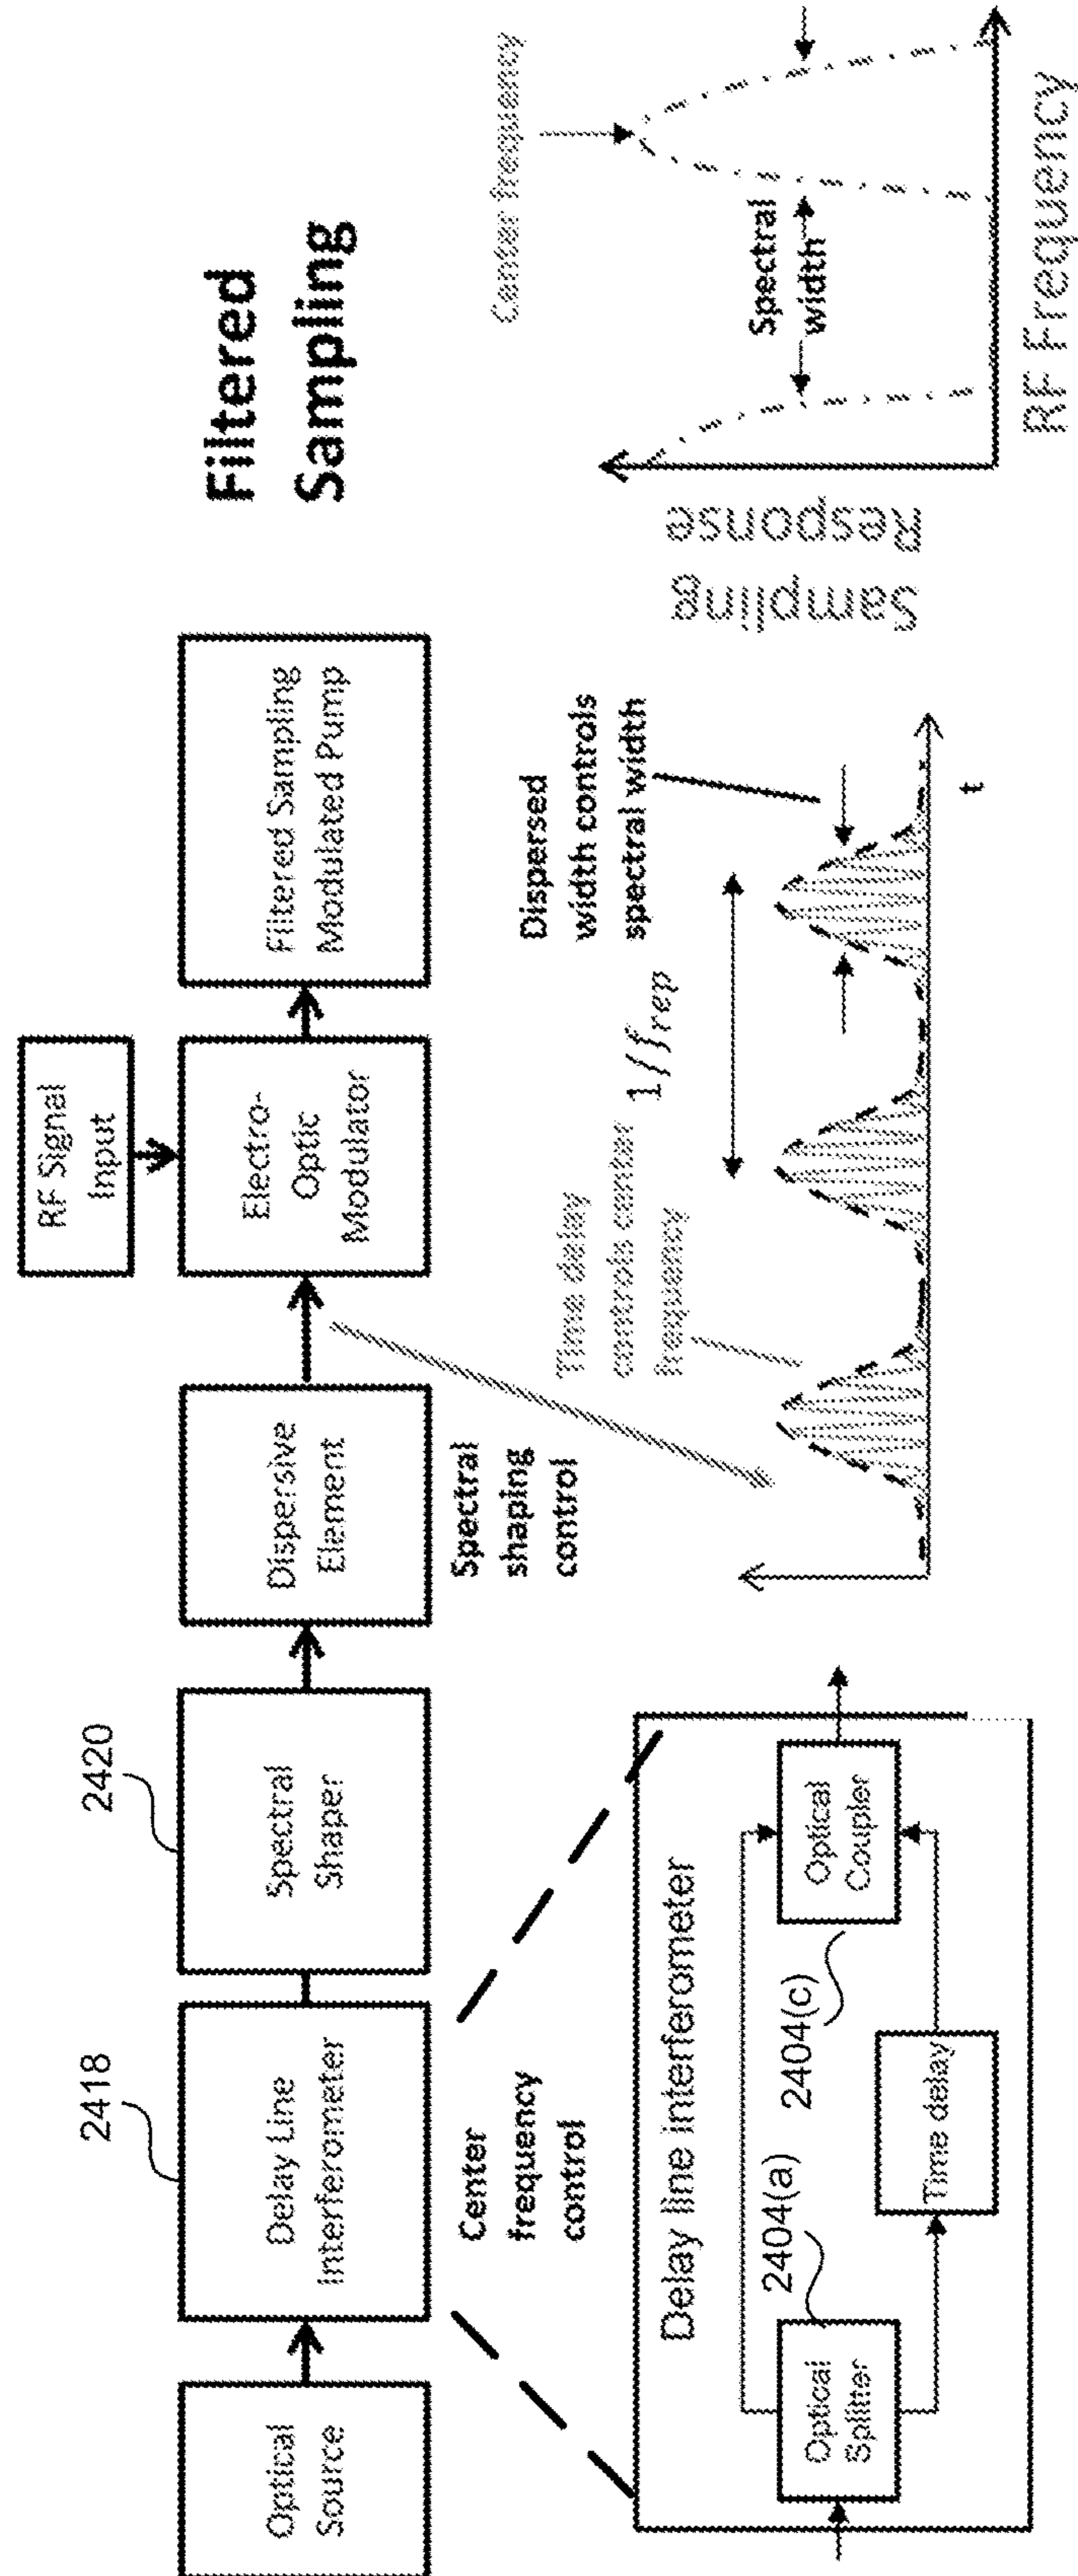 Filtered
Sampling
RF Signal
Input
Optical
Source
2418
Delay Line
Interferometer
2420
Spectral
Shaper
Dispersive
Element
Electro-
Optic
Modulator
Filtered Sampling
Modulated Pump
Center
frequency
control
Spectral
shaping
control
Delay line interferometer
2404(a)
Optical
Splitter
Time delay
2404(c)
Optical
Coupler
Time delay
controls center
frequency
1/f_rep
Dispersed
width controls
spectral width
t
Sampling
Response
Center frequency
Spectral
width
RF Frequency